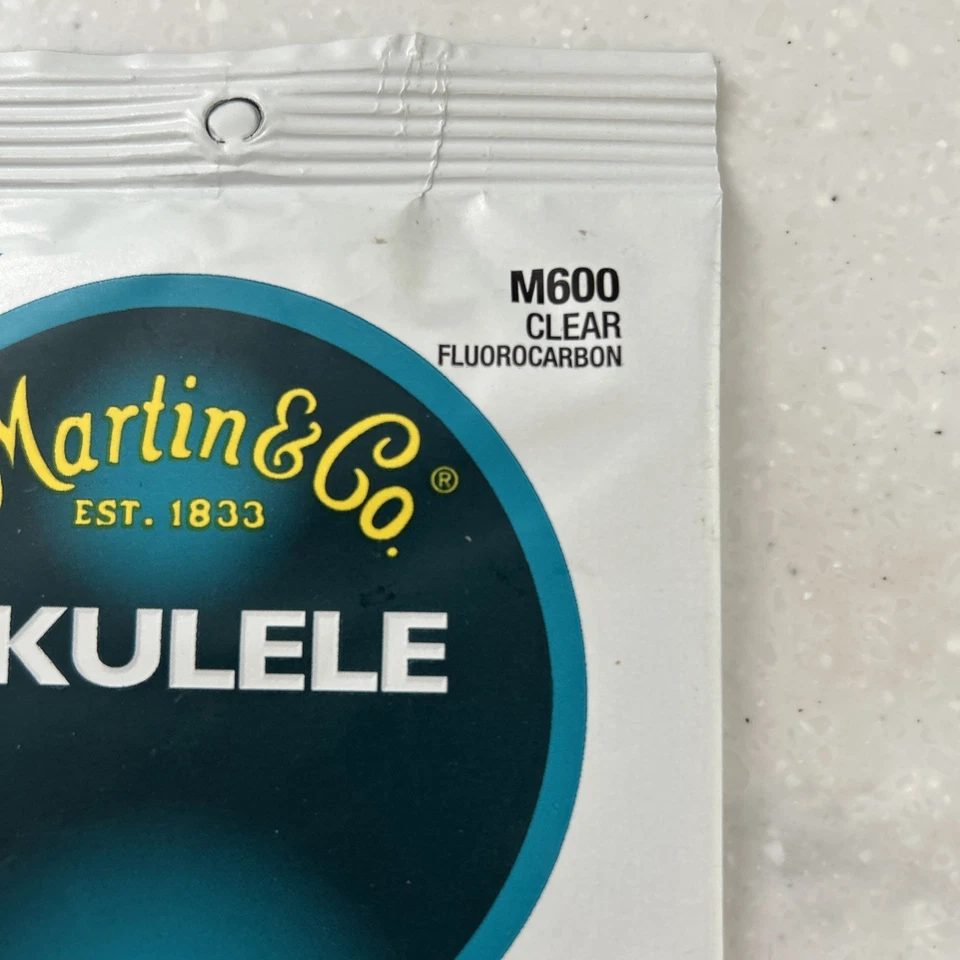 M600
CLEAR
FLUOROCARBON
Martin & Co.®
EST. 1833
KULELE